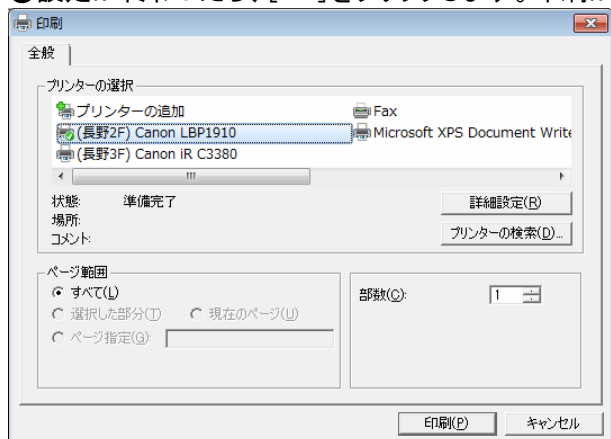 印刷
全般
プリンターの選択
プリンターの追加
Fax
(長野2F) Canon LBP1910
Microsoft XPS Document Write
(長野3F) Canon iR C3380
状態: 準備完了
詳細設定(R)
場所:
コメント:
プリンターの検索(D)...
ページ範囲
すべて(L)
部数(C): 1
選択した部分(T) 現在のページ(U)
ページ指定(G):
印刷(P) キャンセル